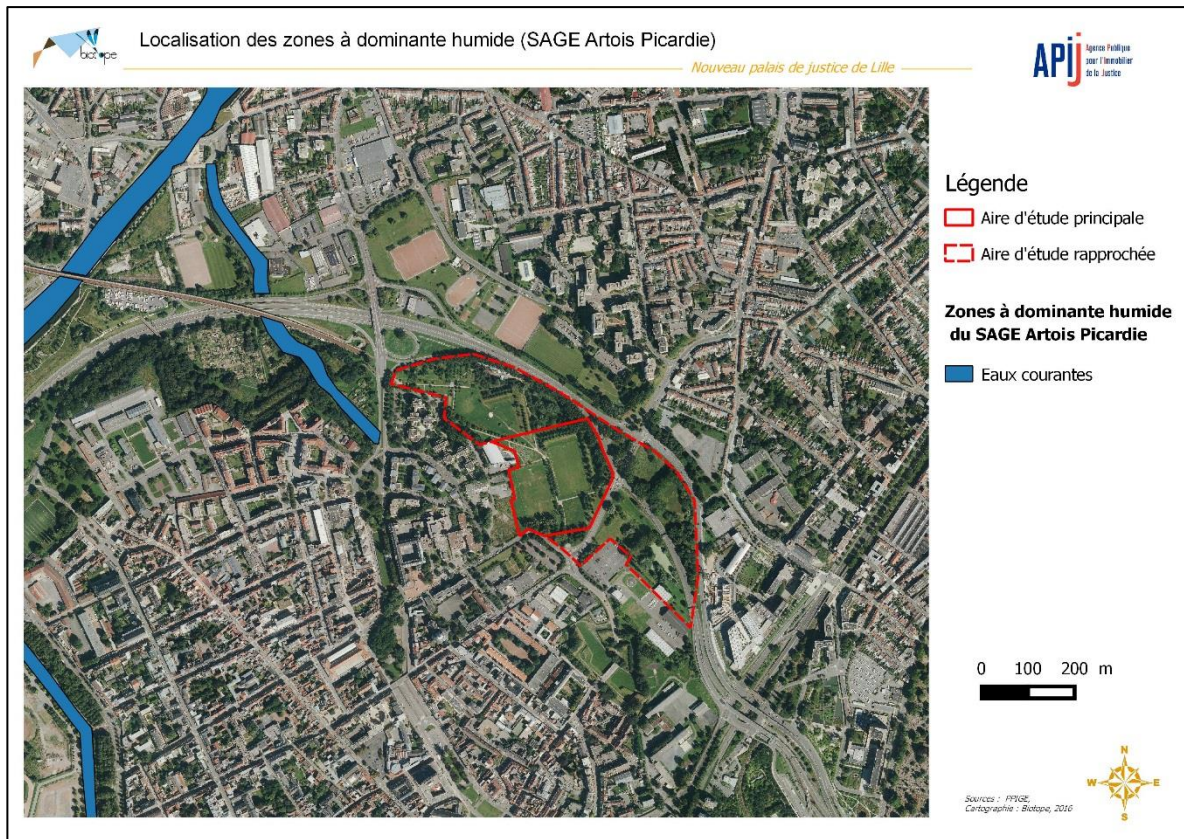 biotope
Localisation des zones à dominante humide (SAGE Artois Picardie)
Nouveau palais de justice de Lille
APIJ Agence Publique
pour l'Immobilier
de la Justice
Légende
Aire d'étude principale
Aire d'étude rapprochée
Zones à dominante humide
du SAGE Artois Picardie
Eaux courantes
0 100 200 m
N
W E
S
Sources : PPIGE,
Cartographie : Biotope, 2016